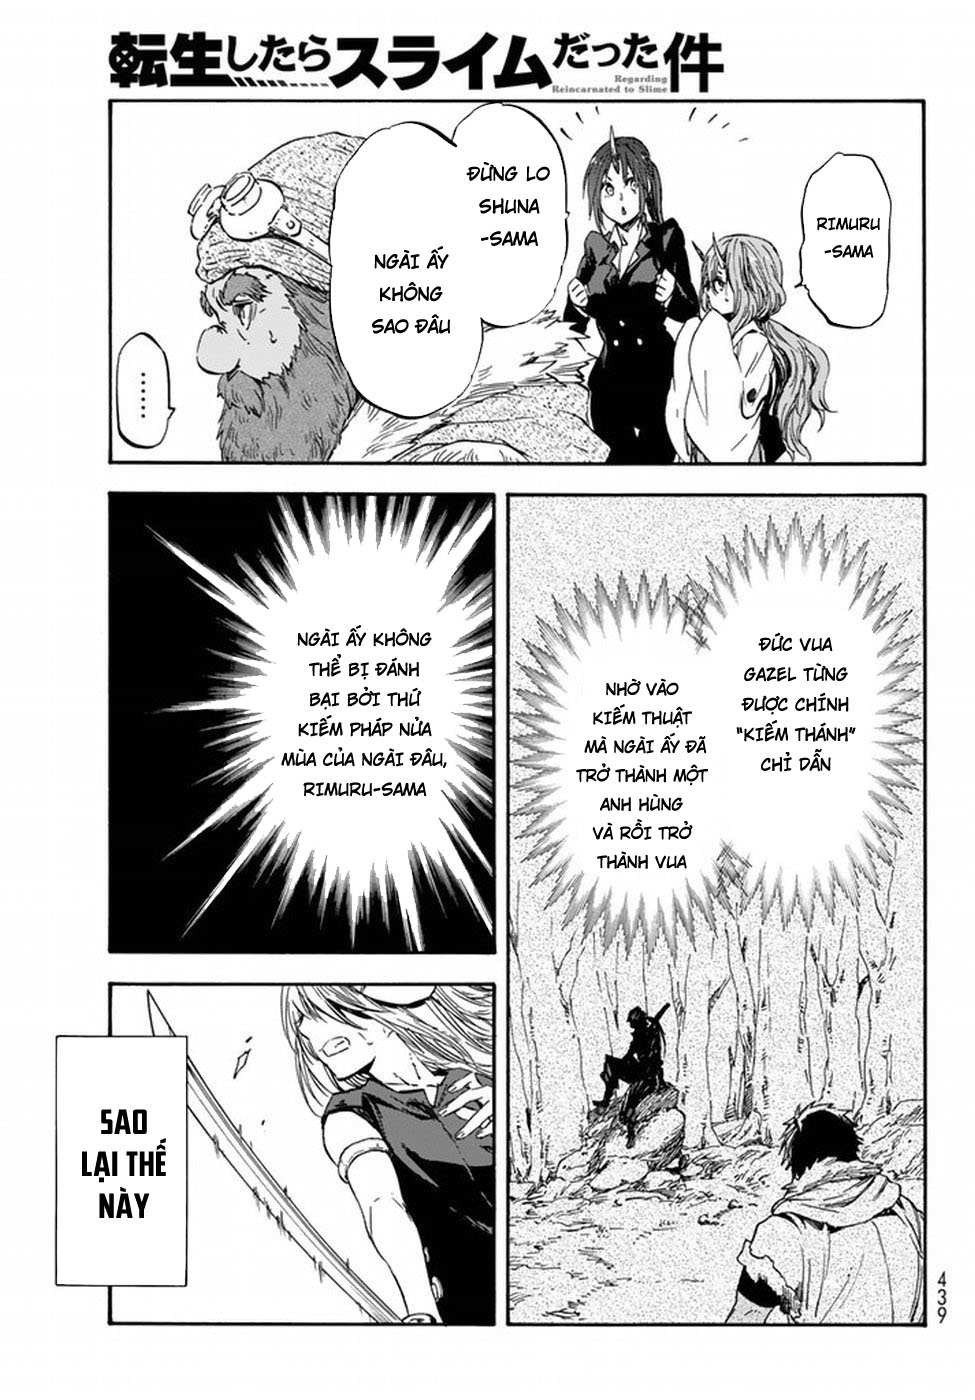 転生したらスライムだった件
Regarding
Reincarnated to Slime
RIMURU
-SAMA
ĐỪNG LO
SHUNA
-SAMA
NGÀI ẤY
KHÔNG
SAO ĐÂU
......
ĐỨC VUA
GAZEL TỪNG
ĐƯỢC CHÍNH
"KIẾM THÁNH"
CHỈ DẪN
NHỜ VÀO
KIẾM THUẬT
MÀ NGÀI ẤY ĐÃ
TRỞ THÀNH MỘT
ANH HÙNG
VÀ RỒI TRỞ
THÀNH VUA
NGÀI ẤY KHÔNG
THỂ BỊ ĐÁNH
BẠI BỞI THỨ
KIẾM PHÁP NỬA
MÙA CỦA NGÀI ĐÂU,
RIMURU-SAMA
SAO
LẠI THẾ
NÀY
439